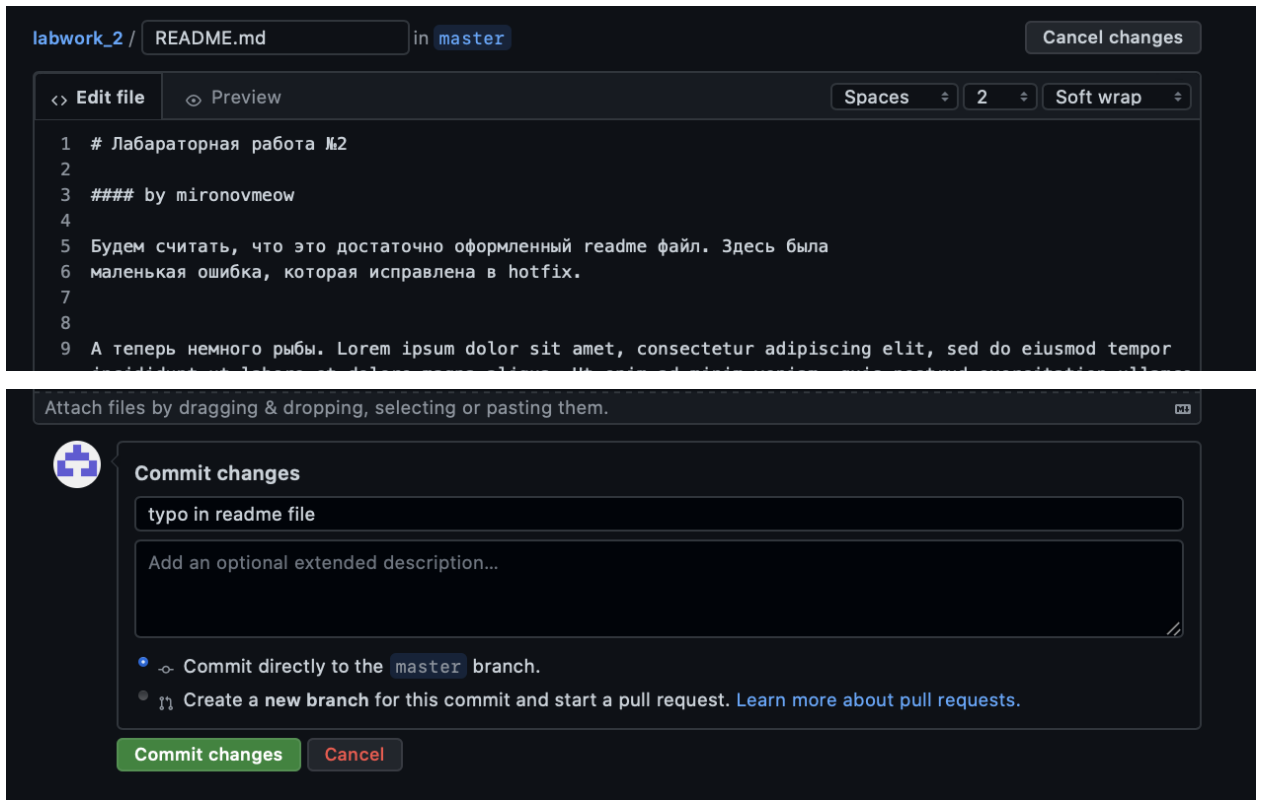 labwork_2 / README.md in master Cancel changes
<> Edit file Preview Spaces 2 Soft wrap
1 # Лабараторная работа №2
2
3 #### by mironovmeow
4
5 Будем считать, что это достаточно оформленный readme файл. Здесь была
6 маленькая ошибка, которая исправлена в hotfix.
7
8
9 А теперь немного рыбы. Lorem ipsum dolor sit amet, consectetur adipiscing elit, sed do eiusmod tempor
Attach files by dragging & dropping, selecting or pasting them.
Commit changes
typo in readme file
Add an optional extended description...
Commit directly to the master branch.
Create a new branch for this commit and start a pull request. Learn more about pull requests.
Commit changes Cancel